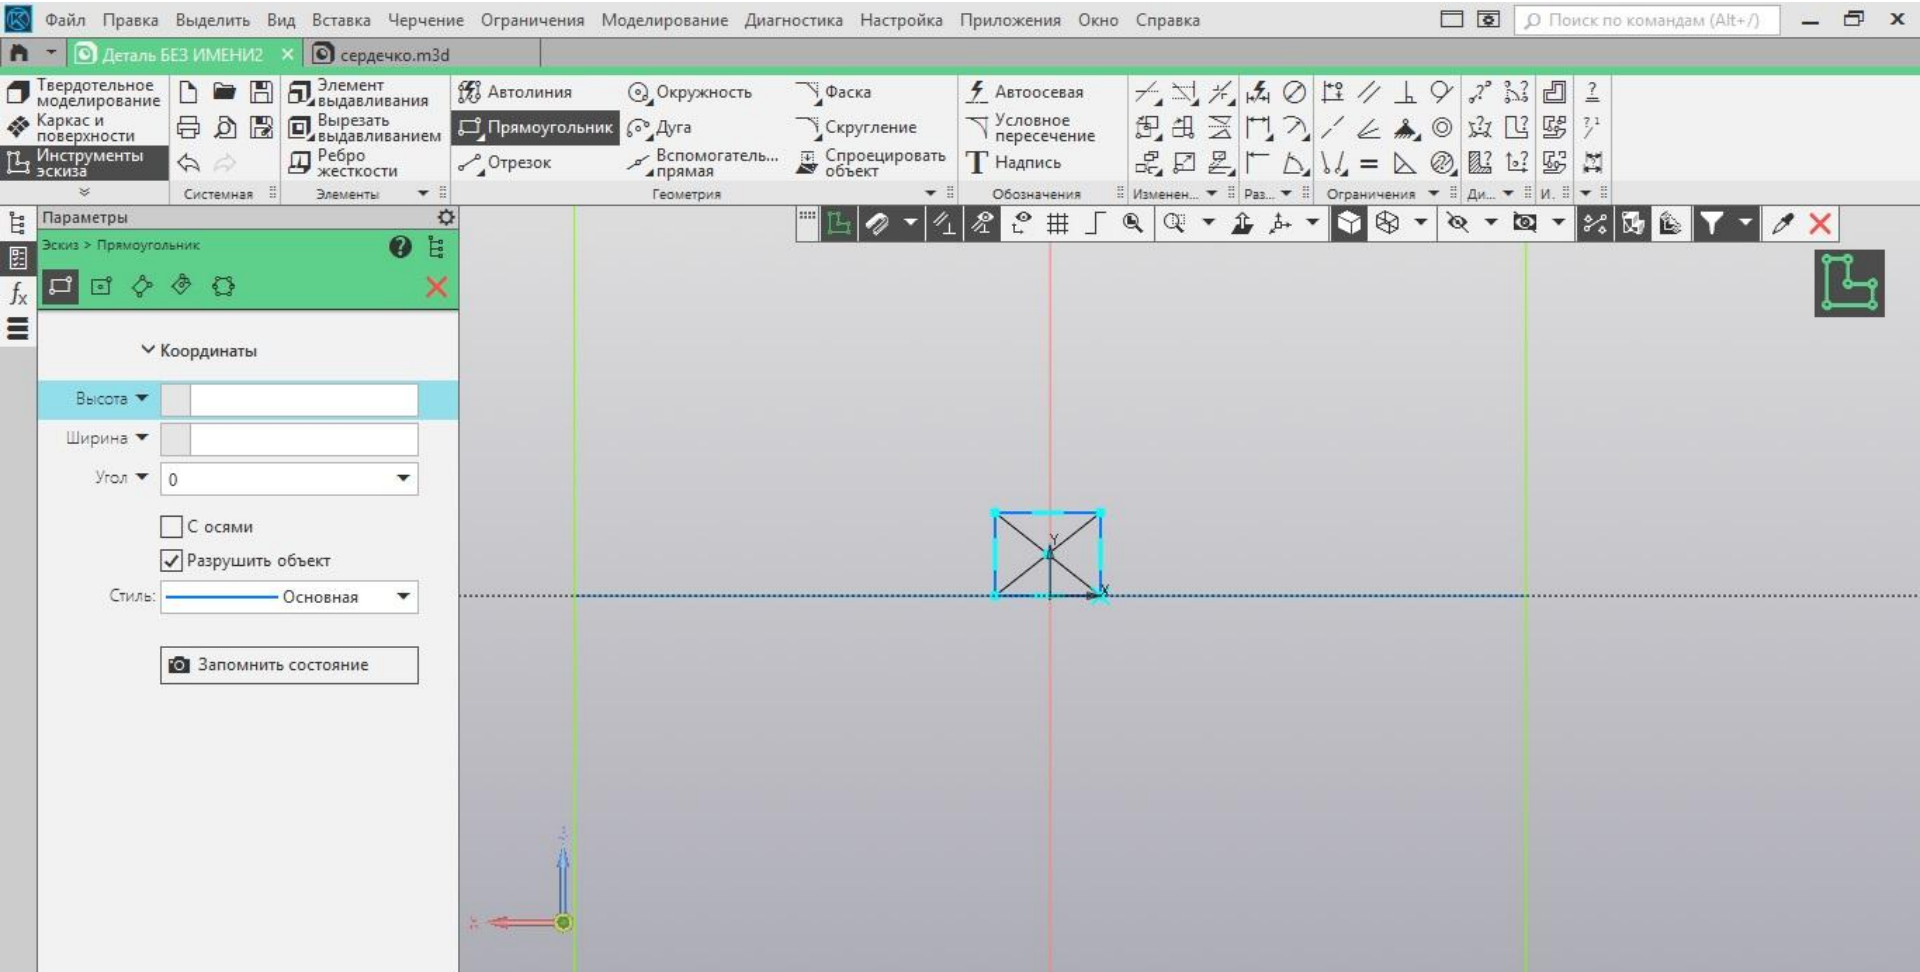 Файл Правка Выделить Вид Вставка Черчение Ограничения Моделирование Диагностика Настройка Приложения Окно Справка Поиск по командам (Alt+/)
Деталь БЕЗ ИМЕНИ2
сердечко.m3d
Твердотельное моделирование
Каркас и поверхности
Инструменты эскиза
Системная
Элемент выдавливания
Вырезать выдавливанием
Ребро жесткости
Элементы
Автолиния
Прямоугольник
Отрезок
Окружность
Дуга
Вспомогатель... прямая
Фаска
Скругление
Спроецировать объект
Геометрия
Автоосевая
Условное пересечение
Надпись
Обозначения
Изменен...
Раз...
Ограничения
Ди...
И.
Параметры
Эскиз > Прямоугольник
Координаты
Высота
Ширина
Угол 0
С осями
Разрушить объект
Стиль: Основная
Запомнить состояние
Y
X